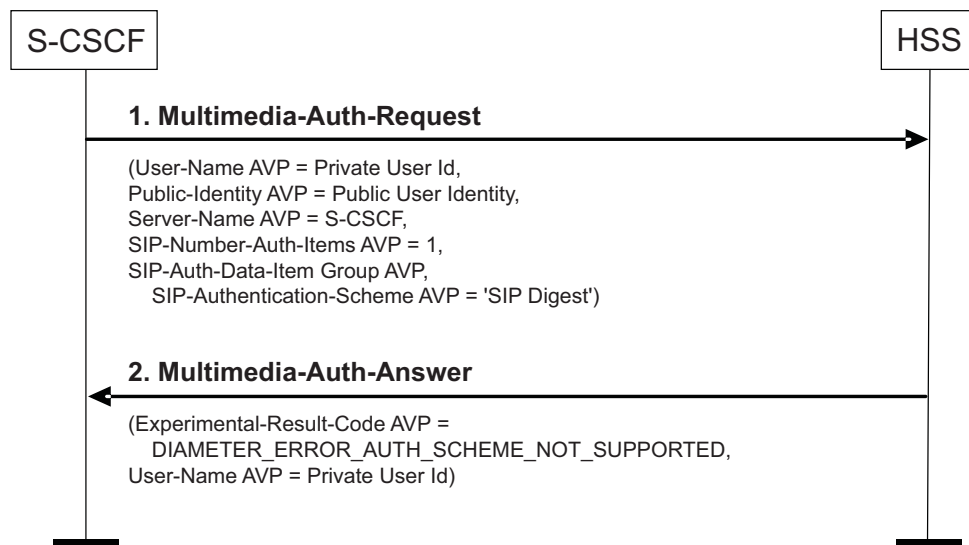 S-CSCF
HSS
1. Multimedia-Auth-Request
(User-Name AVP = Private User Id,
Public-Identity AVP = Public User Identity,
Server-Name AVP = S-CSCF,
SIP-Number-Auth-Items AVP = 1,
SIP-Auth-Data-Item Group AVP,
SIP-Authentication-Scheme AVP = 'SIP Digest')
2. Multimedia-Auth-Answer
(Experimental-Result-Code AVP =
DIAMETER_ERROR_AUTH_SCHEME_NOT_SUPPORTED,
User-Name AVP = Private User Id)